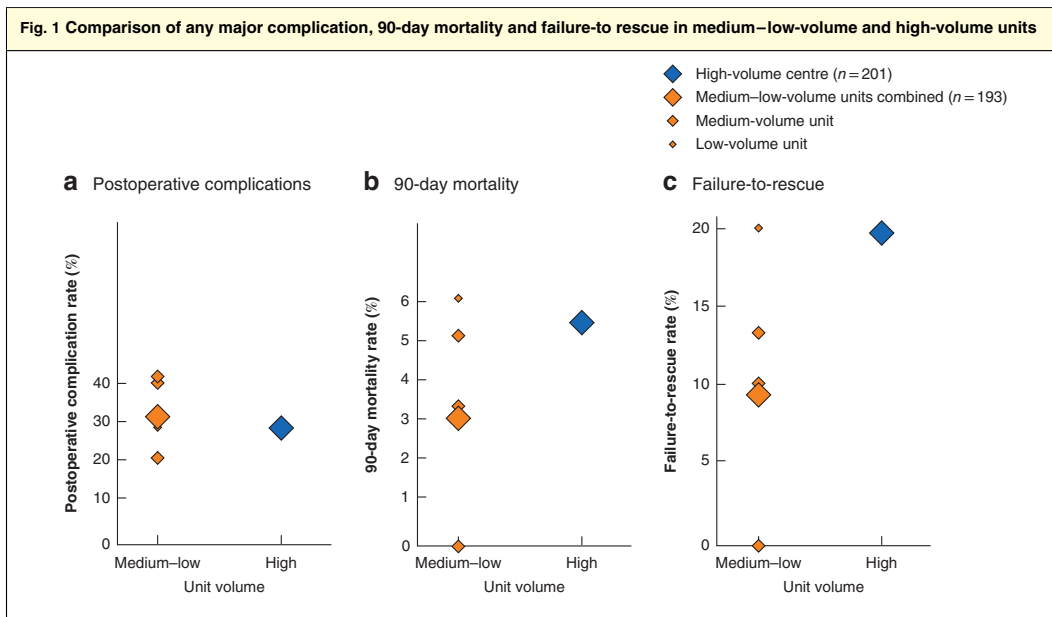 Fig. 1 Comparison of any major complication, 90-day mortality and failure-to rescue in medium–low-volume and high-volume units
High-volume centre (n = 201)
Medium–low-volume units combined (n = 193)
Medium-volume unit
Low-volume unit
a Postoperative complications
Postoperative complication rate (%)
40
30
20
10
0
Medium–low
High
Unit volume
b 90-day mortality
90-day mortality rate (%)
6
5
4
3
2
1
0
Medium–low
High
Unit volume
c Failure-to-rescue
Failure-to-rescue rate (%)
20
15
10
5
0
Medium–low
High
Unit volume